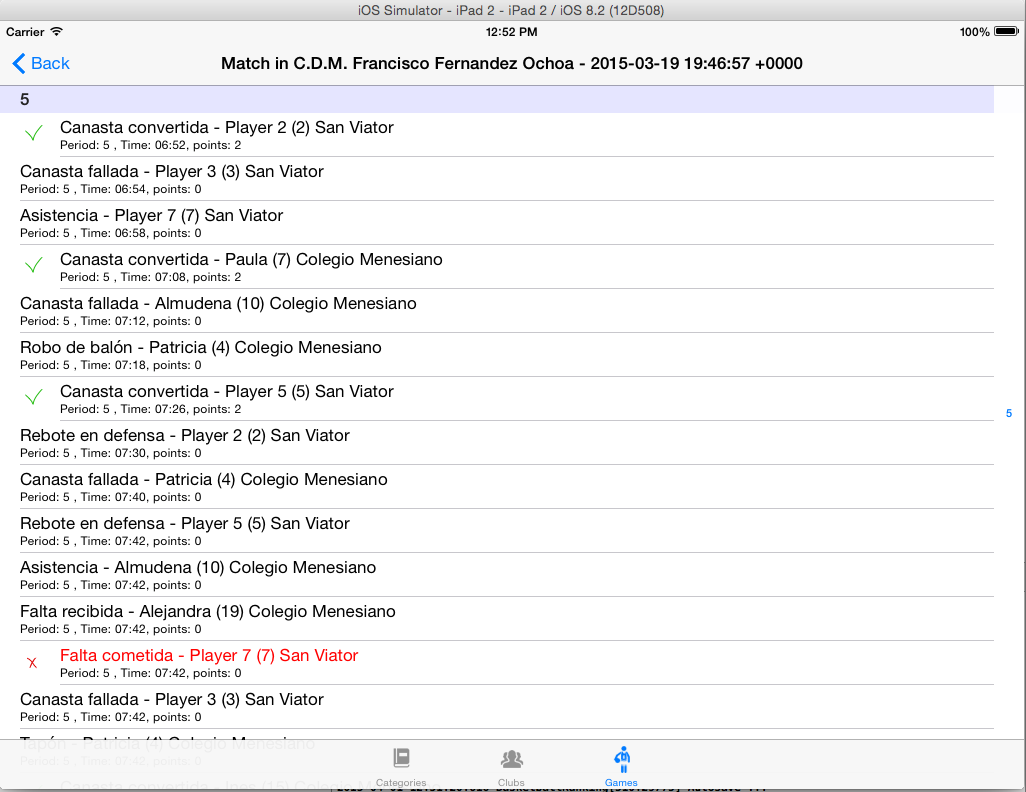 iOS Simulator - iPad 2 - iPad 2 / iOS 8.2 (12D508)
Carrier 12:52 PM 100%
Back Match in C.D.M. Francisco Fernandez Ochoa - 2015-03-19 19:46:57 +0000
5
Canasta convertida - Player 2 (2) San Viator
Period: 5 , Time: 06:52, points: 2
Canasta fallada - Player 3 (3) San Viator
Period: 5 , Time: 06:54, points: 0
Asistencia - Player 7 (7) San Viator
Period: 5 , Time: 06:58, points: 0
Canasta convertida - Paula (7) Colegio Menesiano
Period: 5 , Time: 07:08, points: 2
Canasta fallada - Almudena (10) Colegio Menesiano
Period: 5 , Time: 07:12, points: 0
Robo de balón - Patricia (4) Colegio Menesiano
Period: 5 , Time: 07:18, points: 0
Canasta convertida - Player 5 (5) San Viator
Period: 5 , Time: 07:26, points: 2
5
Rebote en defensa - Player 2 (2) San Viator
Period: 5 , Time: 07:30, points: 0
Canasta fallada - Patricia (4) Colegio Menesiano
Period: 5 , Time: 07:40, points: 0
Rebote en defensa - Player 5 (5) San Viator
Period: 5 , Time: 07:42, points: 0
Asistencia - Almudena (10) Colegio Menesiano
Period: 5 , Time: 07:42, points: 0
Falta recibida - Alejandra (19) Colegio Menesiano
Period: 5 , Time: 07:42, points: 0
Falta cometida - Player 7 (7) San Viator
Period: 5 , Time: 07:42, points: 0
Canasta fallada - Player 3 (3) San Viator
Period: 5 , Time: 07:42, points: 0
Tapón - Patricia (4) Colegio Menesiano
Period: 5 , Time: 07:42, points: 0
Canasta convertida - (15) Colegio
Categories Clubs Games